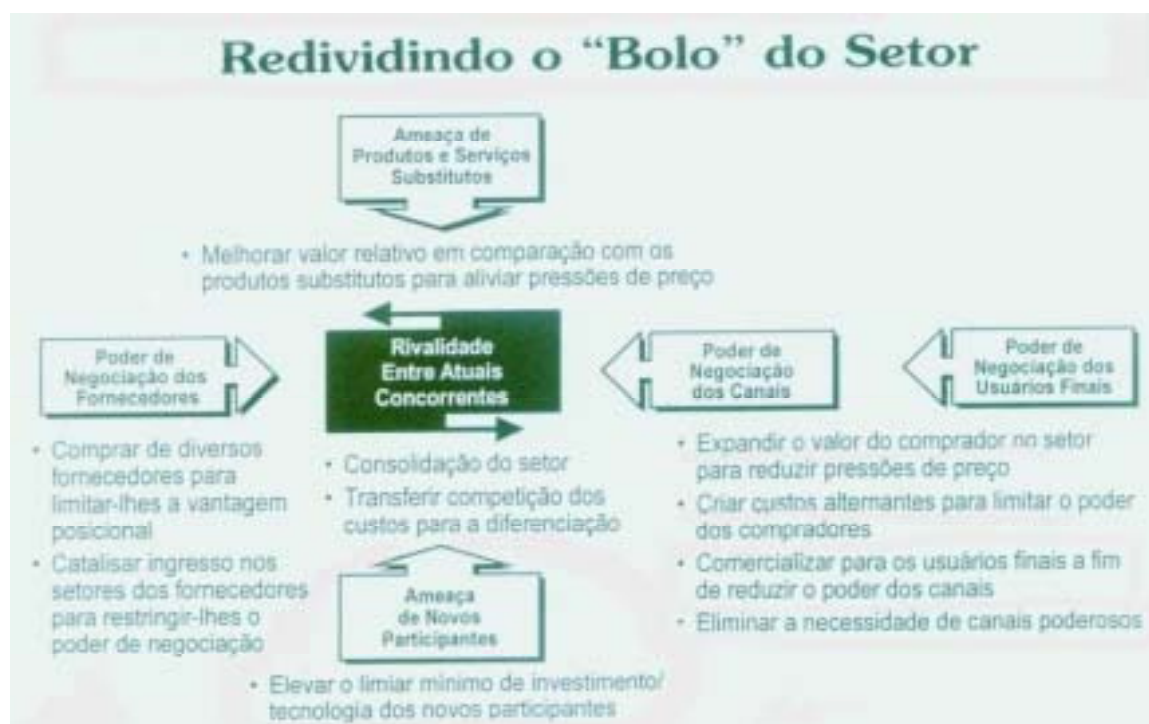 Redividindo o “Bolo” do Setor
Ameaça de
Produtos e Serviços
Substitutos
• Melhorar valor relativo em comparação com os
produtos substitutos para aliviar pressões de preço
Poder de
Negociação dos
Fornecedores
• Comprar de diversos
fornecedores para
limitar-lhes a vantagem
posicional
• Catalisar ingresso nos
setores dos fornecedores
para restringir-lhes o
poder de negociação
Rivalidade
Entre Atuais
Concorrentes
• Consolidação do setor
• Transferir competição dos
custos para a diferenciação
Poder de
Negociação
dos Canais
Poder de
Negociação dos
Usuários Finais
• Expandir o valor do comprador no setor
para reduzir pressões de preço
• Criar custos alternantes para limitar o poder
dos compradores
• Comercializar para os usuários finais a fim
de reduzir o poder dos canais
• Eliminar a necessidade de canais poderosos
Ameaça
de Novos
Participantes
• Elevar o limiar mínimo de investimento/
tecnologia dos novos participantes